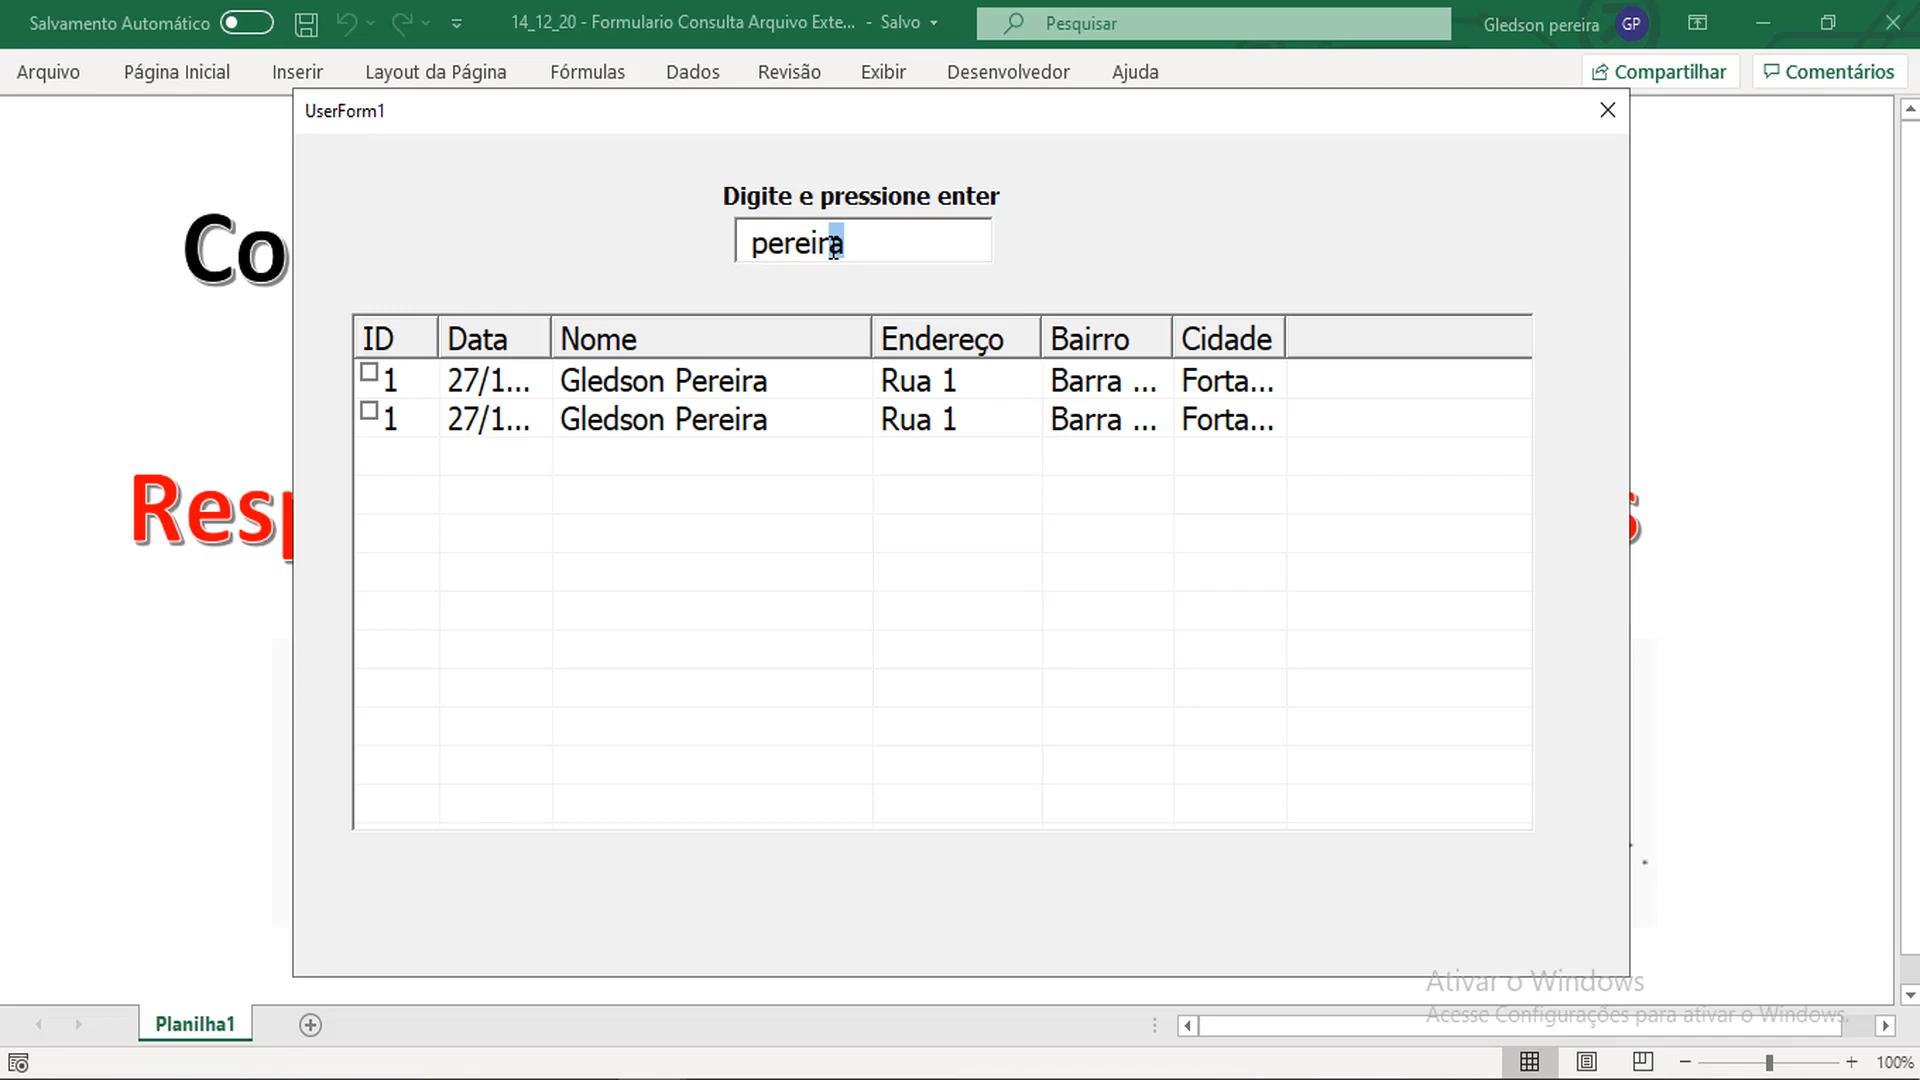 Salvamento Automático
14_12_20 - Formulario Consulta Arquivo Exte... - Salvo
Pesquisar
Gledson pereira GP
Arquivo Página Inicial Inserir Layout da Página Fórmulas Dados Revisão Exibir Desenvolvedor Ajuda
Compartilhar Comentários
UserForm1
Digite e pressione enter
pereira
Co
Resp
s
ID Data Nome Endereço Bairro Cidade
1 27/1... Gledson Pereira Rua 1 Barra ... Forta...
1 27/1... Gledson Pereira Rua 1 Barra ... Forta...
Ativar o Windows
Acesse Configurações para ativar o Windows.
Planilha1
100%